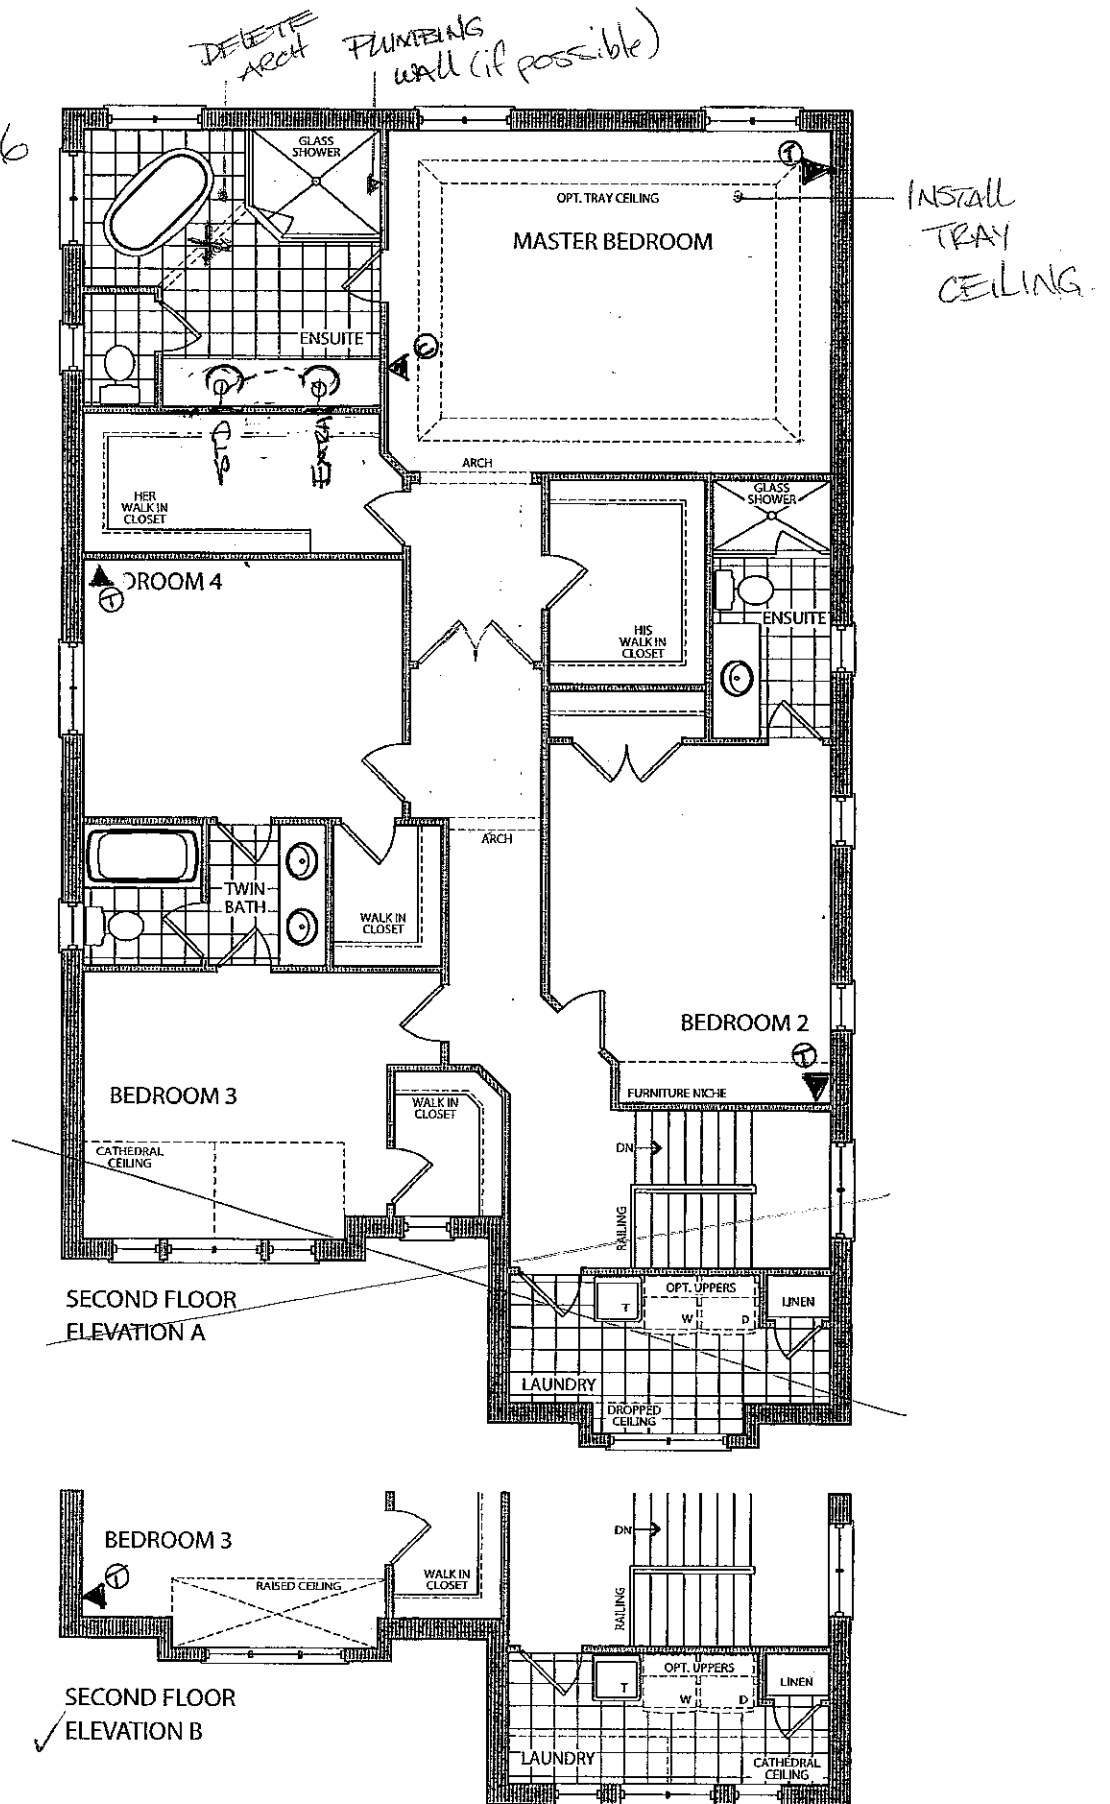 DELETE
ARCH
PLUMBING
WALL (if possible)
6
GLASS
SHOWER
T
OPT. TRAY CEILING
INSTALL
TRAY
CEILING.
MASTER BEDROOM
ENSUITE
C
STD
EXTRA
ARCH
HER
WALK IN
CLOSET
GLASS
SHOWER
DROOM 4
T
ENSUITE
HIS
WALK IN
CLOSET
ARCH
TWIN
BATH
WALK IN
CLOSET
BEDROOM 2
T
BEDROOM 3
FURNITURE NICHE
WALK IN
CLOSET
DN
CATHEDRAL
CEILING
RAILING
SECOND FLOOR
ELEVATION A
OPT. UPPERS
LINEN
T
W
D
LAUNDRY
DROPPED
CEILING
BEDROOM 3
T
DN
RAISED CEILING
WALK IN
CLOSET
RAILING
SECOND FLOOR
ELEVATION B
OPT. UPPERS
LINEN
T
W
D
LAUNDRY
CATHEDRAL
CEILING